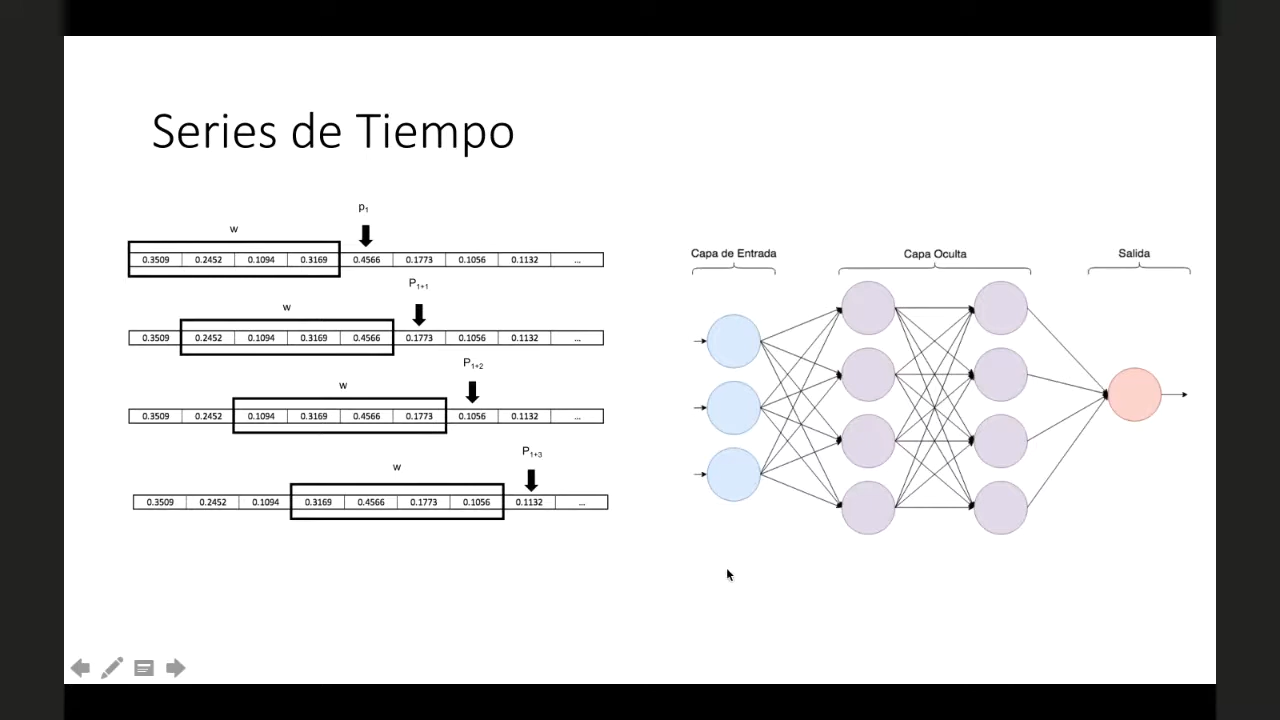 Series de Tiempo
p1
w
0.3509 0.2452 0.1094 0.3169 0.4566 0.1773 0.1056 0.1132 ...
P1+1
w
0.3509 0.2452 0.1094 0.3169 0.4566 0.1773 0.1056 0.1132 ...
P1+2
w
0.3509 0.2452 0.1094 0.3169 0.4566 0.1773 0.1056 0.1132 ...
P1+3
w
0.3509 0.2452 0.1094 0.3169 0.4566 0.1773 0.1056 0.1132 ...
Capa de Entrada
Capa Oculta
Salida